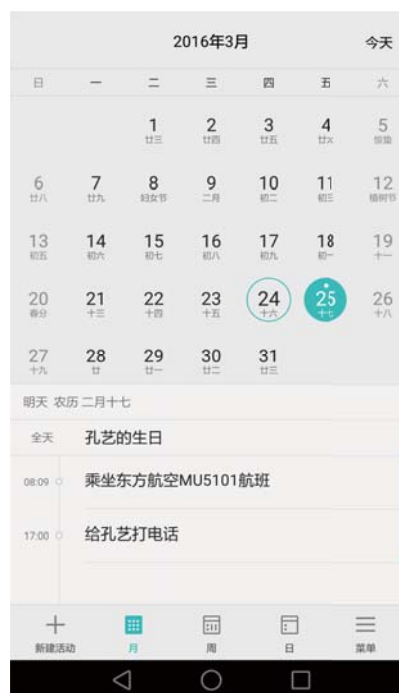 2016年3月 今天
日 一 二 三 四 五 六
1 2 3 4 5
廿三 廿四 廿五 廿六 惊蛰
6 7 8 9 10 11 12
廿八 廿九 妇女节 二月 初二 初三 植树节
13 14 15 16 17 18 19
初五 初六 初七 初八 初九 初一 十一
20 21 22 23 24 25 26
春分 十三 十四 十五 十六 十七 十八
27 28 29 30 31
十九 廿 廿一 廿二 廿三
明天 农历 二月十七
全天 孔艺的生日
08:09 乘坐东方航空MU5101航班
17:00 给孔艺打电话
新建活动 月 周 日 菜单